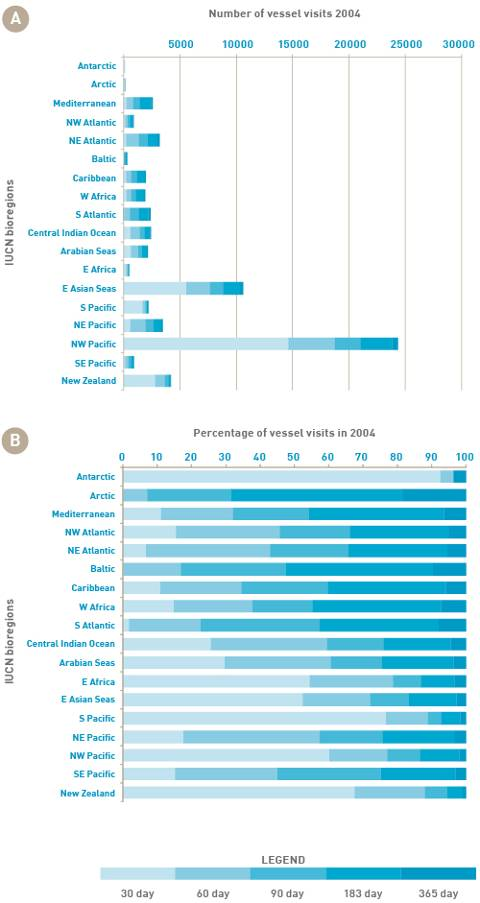 A
Number of vessel visits 2004
5000 10000 15000 20000 25000 30000
IUCN bioregions
Antarctic
Arctic
Mediterranean
NW Atlantic
NE Atlantic
Baltic
Caribbean
W Africa
S Atlantic
Central Indian Ocean
Arabian Seas
E Africa
E Asian Seas
S Pacific
NE Pacific
NW Pacific
SE Pacific
New Zealand
B
Percentage of vessel visits in 2004
0 10 20 30 40 50 60 70 80 90 100
IUCN bioregions
Antarctic
Arctic
Mediterranean
NW Atlantic
NE Atlantic
Baltic
Caribbean
W Africa
S Atlantic
Central Indian Ocean
Arabian Seas
E Africa
E Asian Seas
S Pacific
NE Pacific
NW Pacific
SE Pacific
New Zealand
LEGEND
30 day 60 day 90 day 183 day 365 day